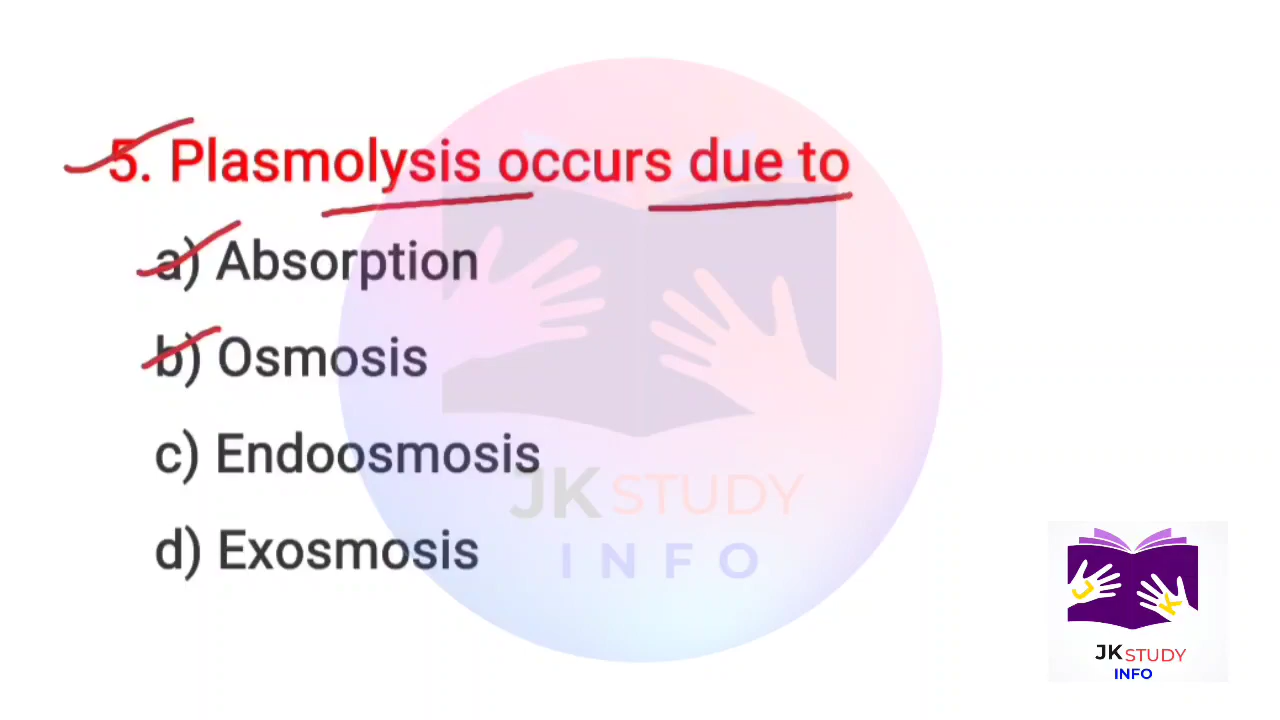 5. Plasmolysis occurs due to
a) Absorption
b) Osmosis
c) Endoosmosis
d) Exosmosis
JK STUDY
INFO
J K
JK STUDY
INFO